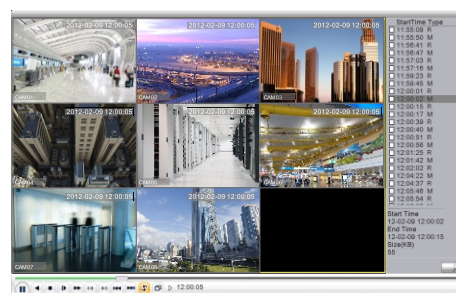 2012-02-09 12:00:05
CAM01
2012-02-09 12:00:05
CAM02
2012-02-09 12:00:05
CAM03
2012-02-09 12:00:05
CAM04
2012-02-09 12:00:05
CAM05
2012-02-09 12:00:05
CAM06
2012-02-09 12:00:05
CAM07
2012-02-09 12:00:05
CAM08
StartTime Type
11:55:09 R
11:55:50 M
11:56:41 R
11:56:47 M
11:57:03 R
11:57:16 M
11:59:23 R
11:59:45 M
12:00:01 R
12:00:02 M
12:00:15 R
12:00:17 M
12:00:39 R
12:00:40 M
12:00:51 R
12:00:56 M
12:01:25 R
12:01:42 M
12:02:02 R
12:04:22 M
12:04:37 R
12:05:46 M
12:05:54 R
Start Time
12-02-09 12:00:02
End Time
12-02-09 12:00:15
Size(KB)
55
12:00:05